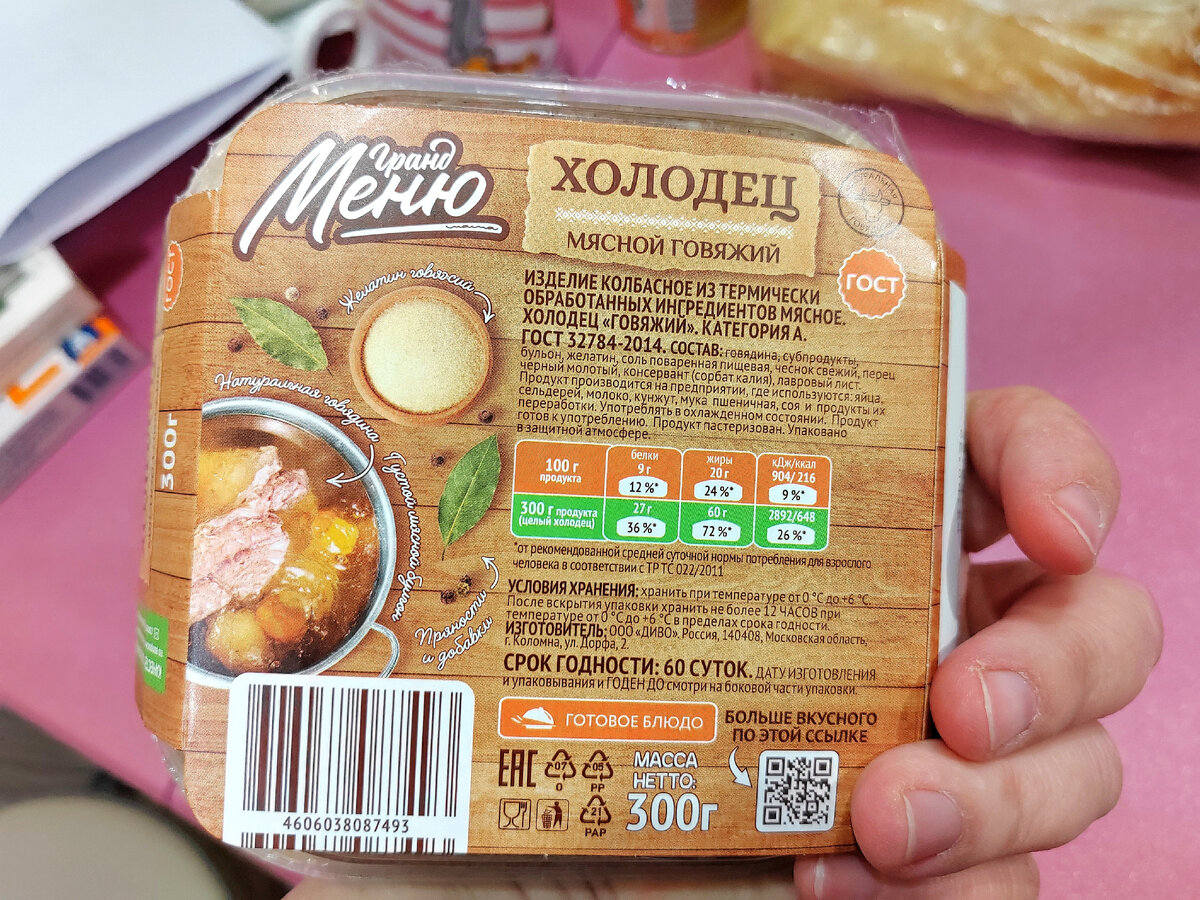 Гранд
Меню
ХОЛОДЕЦ
МЯСНОЙ ГОВЯЖИЙ
ГОСТ
ГОСТ
Желатин говяжий
Натуральная говядина
Густой мясной бульон
Пряности
и добавки
300г
ИЗДЕЛИЕ КОЛБАСНОЕ ИЗ ТЕРМИЧЕСКИ
ОБРАБОТАННЫХ ИНГРЕДИЕНТОВ МЯСНОЕ.
ХОЛОДЕЦ «ГОВЯЖИЙ». КАТЕГОРИЯ А.
ГОСТ 32784-2014. СОСТАВ: говядина, субпродукты,
бульон, желатин, соль поваренная пищевая, чеснок свежий, перец
черный молотый, консервант (сорбат калия), лавровый лист.
Продукт производится на предприятии, где используются: яйца,
сельдерей, молоко, кунжут, мука пшеничная, соя и продукты их
переработки. Употреблять в охлажденном состоянии. Продукт
готов к употреблению. Продукт пастеризован. Упаковано
в защитной атмосфере.
100 г
продукта
белки
9 г
12 %*
жиры
20 г
24 %*
кДж/ккал
904/ 216
9 %*
300 г продукта
(целый холодец)
27 г
36 %*
60 г
72 %*
2892/648
26 %*
*от рекомендованной средней суточной нормы потребления для взрослого
человека в соответствии с ТР ТС 022/2011
УСЛОВИЯ ХРАНЕНИЯ: хранить при температуре от 0 °С до +6 °С.
После вскрытия упаковки хранить не более 12 ЧАСОВ при
температуре от 0 °С до +6 °С в пределах срока годности.
ИЗГОТОВИТЕЛЬ: ООО «ДИВО». Россия, 140408, Московская область,
г. Коломна, ул. Дорфа, 2.
СРОК ГОДНОСТИ: 60 СУТОК. ДАТУ ИЗГОТОВЛЕНИЯ
и УПАКОВЫВАНИЯ и ГОДЕН ДО смотри на боковой части упаковки.
ГОТОВОЕ БЛЮДО
БОЛЬШЕ ВКУСНОГО
ПО ЭТОЙ ССЫЛКЕ
EAC
07
O
05
PP
21
PAP
МАССА
НЕТТО:
300г
4606038087493